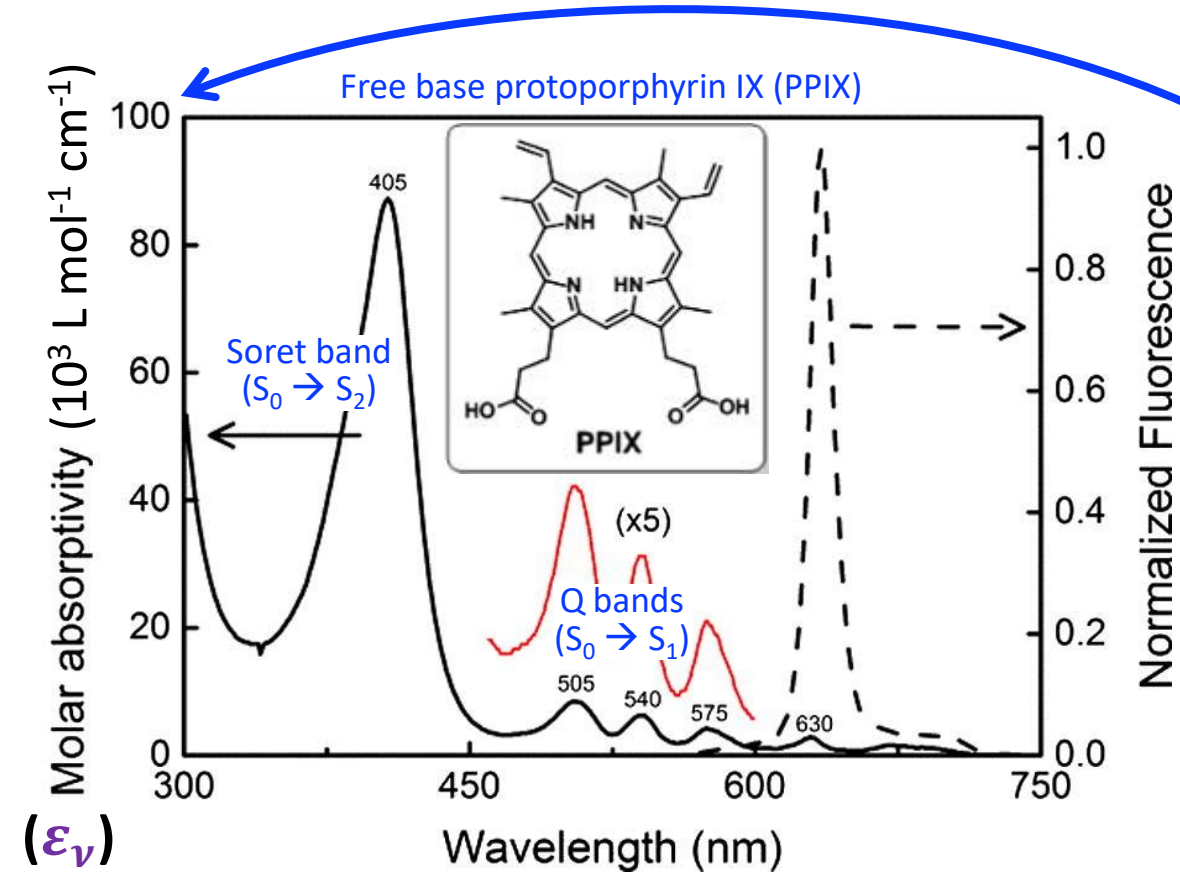 Free base protoporphyrin IX (PPIX)
Molar absorptivity (10³ L mol⁻¹ cm⁻¹)
(εᵥ)
100
80
60
40
20
0
405
Soret band
(S₀ → S₂)
NH
N
N
HN
HO
O
O
OH
PPIX
(x5)
Q bands
(S₀ → S₁)
505
540
575
630
1.0
0.8
0.6
0.4
0.2
0.0
Normalized Fluorescence
300
450
600
750
Wavelength (nm)